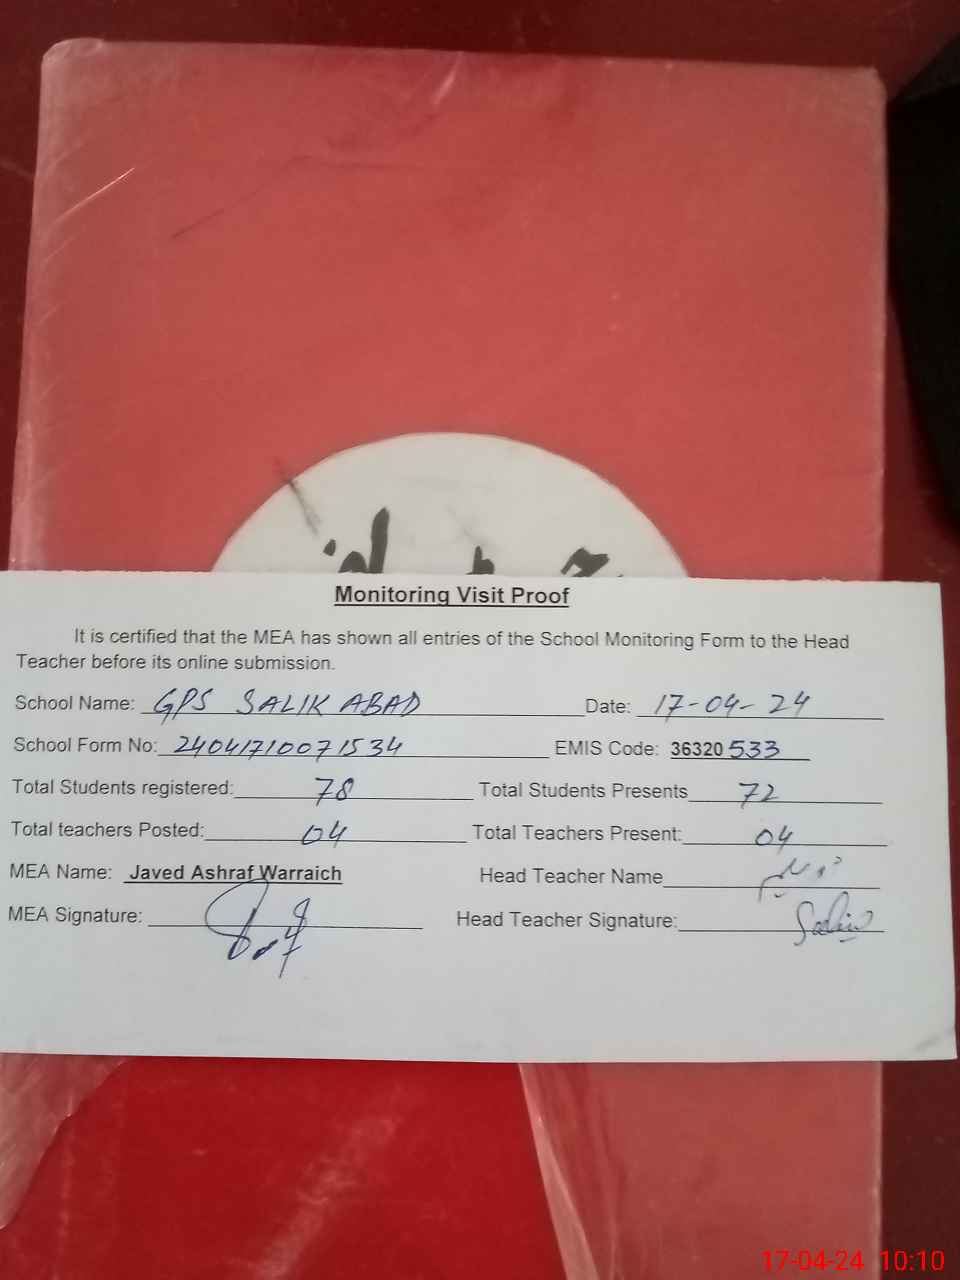 Monitoring Visit Proof
It is certified that the MEA has shown all entries of the School Monitoring Form to the Head
Teacher before its online submission.
School Name: GPS SALIK ABAD Date: 17-04-24
School Form No: 24041710071534 EMIS Code: 36320 533
Total Students registered: 78 Total Students Presents 72
Total teachers Posted: 04 Total Teachers Present: 04
MEA Name: Javed Ashraf Warraich Head Teacher Name
MEA Signature: Head Teacher Signature:
17-04-24 10:10